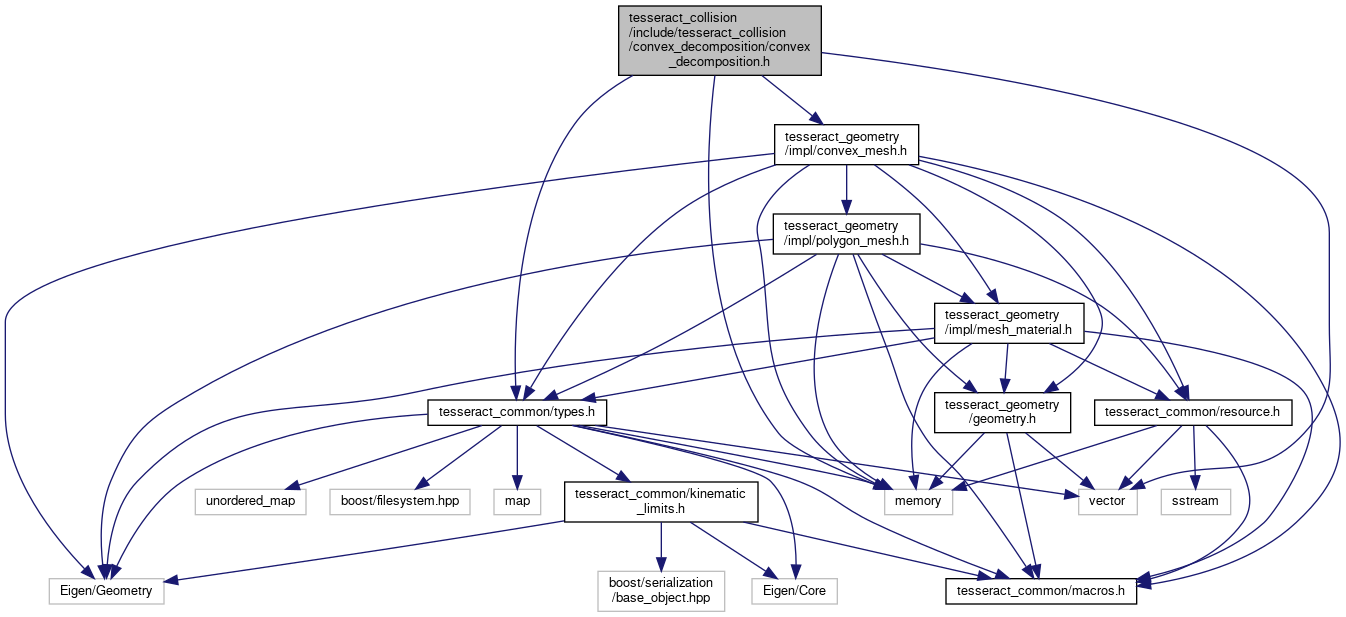 tesseract_collision
/include/tesseract_collision
/convex_decomposition/convex
_decomposition.h
tesseract_geometry
/impl/convex_mesh.h
tesseract_geometry
/impl/polygon_mesh.h
tesseract_geometry
/impl/mesh_material.h
tesseract_common/types.h
tesseract_geometry
/geometry.h
tesseract_common/resource.h
unordered_map
boost/filesystem.hpp
map
tesseract_common/kinematic
_limits.h
memory
vector
sstream
Eigen/Geometry
boost/serialization
/base_object.hpp
Eigen/Core
tesseract_common/macros.h